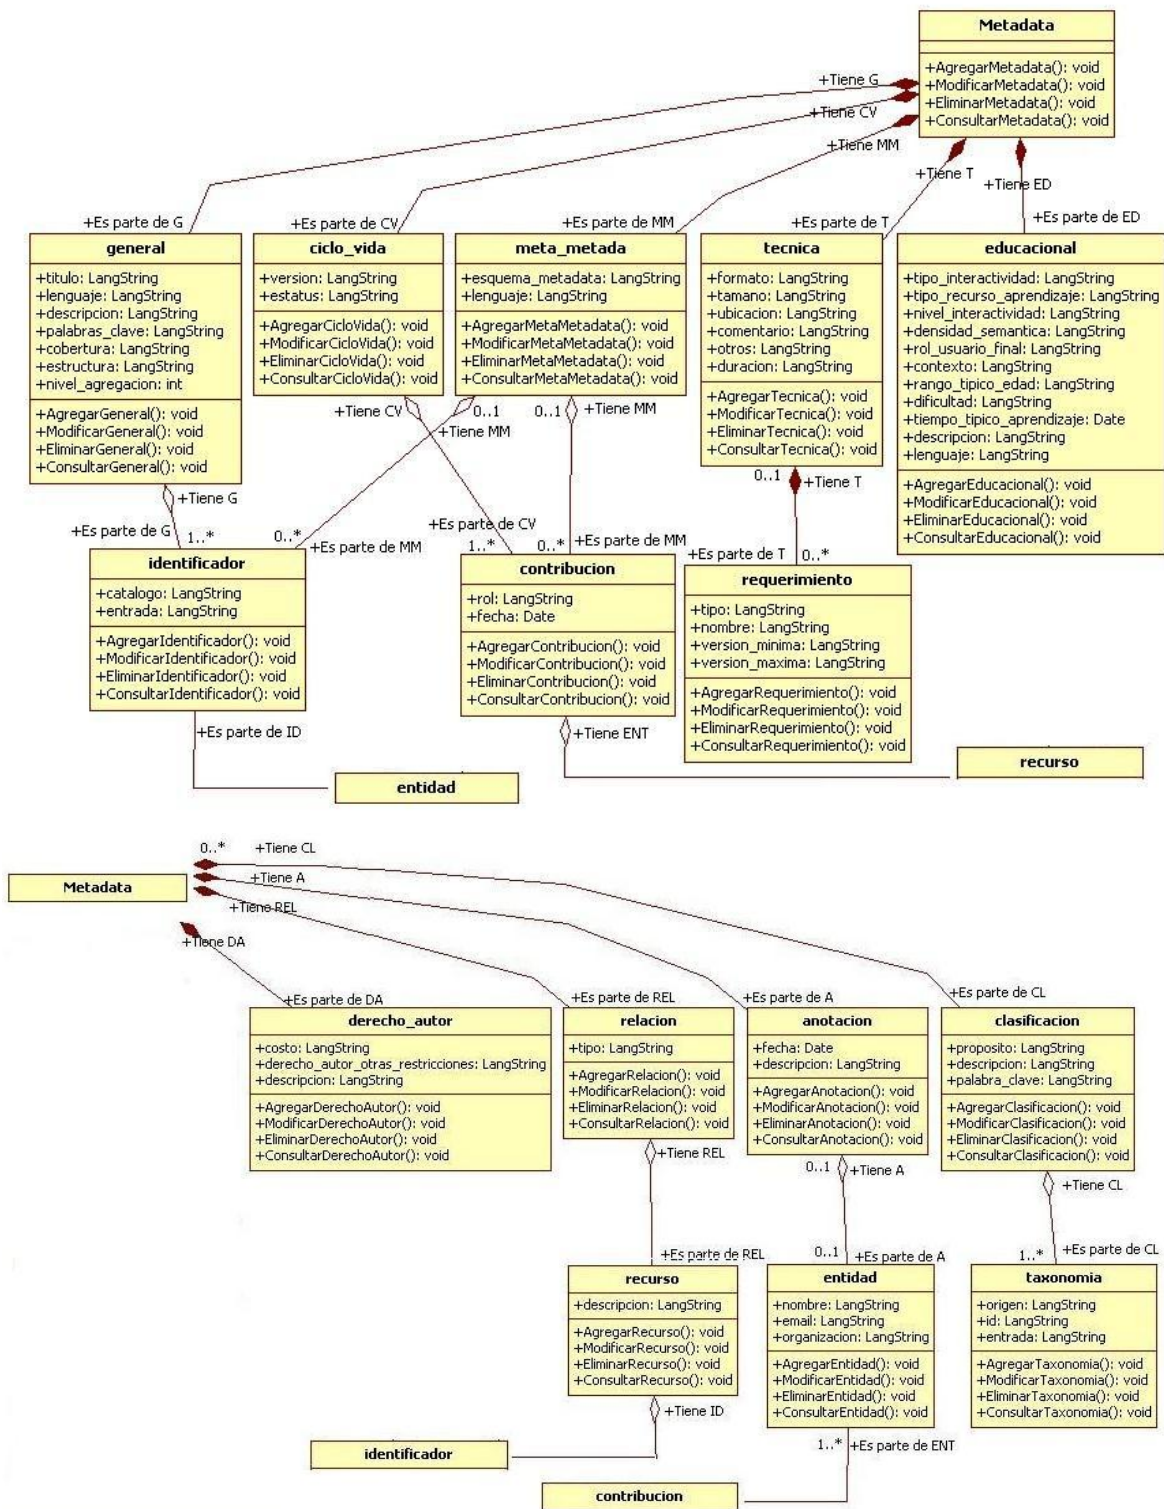 Metadata
+AgregarMetadata(): void
+ModificarMetadata(): void
+EliminarMetadata(): void
+ConsultarMetadata(): void
+Tiene G
+Tiene CV
+Tiene MM
+Tiene T
+Tiene ED
+Es parte de G
+Es parte de CV
+Es parte de MM
+Es parte de T
+Es parte de ED
general
+titulo: LangString
+lenguaje: LangString
+descripcion: LangString
+palabras_clave: LangString
+cobertura: LangString
+estructura: LangString
+nivel_agregacion: int
+AgregarGeneral(): void
+ModificarGeneral(): void
+EliminarGeneral(): void
+ConsultarGeneral(): void
ciclo_vida
+version: LangString
+estatus: LangString
+AgregarCicloVida(): void
+ModificarCicloVida(): void
+EliminarCicloVida(): void
+ConsultarCicloVida(): void
meta_metada
+esquema_metadata: LangString
+lenguaje: LangString
+AgregarMetaMetadata(): void
+ModificarMetaMetadata(): void
+EliminarMetaMetadata(): void
+ConsultarMetaMetadata(): void
tecnica
+formato: LangString
+tamano: LangString
+ubicacion: LangString
+comentario: LangString
+otros: LangString
+duracion: LangString
+AgregarTecnica(): void
+ModificarTecnica(): void
+EliminarTecnica(): void
+ConsultarTecnica(): void
educacional
+tipo_interactividad: LangString
+tipo_recurso_aprendizaje: LangString
+nivel_interactividad: LangString
+densidad_semantica: LangString
+rol_usuario_final: LangString
+contexto: LangString
+rango_tipico_edad: LangString
+dificultad: LangString
+tiempo_tipico_aprendizaje: Date
+descripcion: LangString
+lenguaje: LangString
+AgregarEducacional(): void
+ModificarEducacional(): void
+EliminarEducacional(): void
+ConsultarEducacional(): void
+Tiene CV
0..1
+Tiene MM
0..1
+Tiene MM
0..1
+Tiene T
+Tiene G
+Es parte de G
1..*
0..*
+Es parte de MM
+Es parte de CV
1..*
0..*
+Es parte de MM
+Es parte de T
0..*
identificador
+catalogo: LangString
+entrada: LangString
+AgregarIdentificador(): void
+ModificarIdentificador(): void
+EliminarIdentificador(): void
+ConsultarIdentificador(): void
contribucion
+rol: LangString
+fecha: Date
+AgregarContribucion(): void
+ModificarContribucion(): void
+EliminarContribucion(): void
+ConsultarContribucion(): void
requerimiento
+tipo: LangString
+nombre: LangString
+version_minima: LangString
+version_maxima: LangString
+AgregarRequerimiento(): void
+ModificarRequerimiento(): void
+EliminarRequerimiento(): void
+ConsultarRequerimiento(): void
+Es parte de ID
+Tiene ENT
entidad
recurso
0..*
+Tiene CL
Metadata
+Tiene A
+Tiene REL
+Tiene DA
+Es parte de DA
+Es parte de REL
+Es parte de A
+Es parte de CL
derecho_autor
+costo: LangString
+derecho_autor_otras_restricciones: LangString
+descripcion: LangString
+AgregarDerechoAutor(): void
+ModificarDerechoAutor(): void
+EliminarDerechoAutor(): void
+ConsultarDerechoAutor(): void
relacion
+tipo: LangString
+AgregarRelacion(): void
+ModificarRelacion(): void
+EliminarRelacion(): void
+ConsultarRelacion(): void
anotacion
+fecha: Date
+descripcion: LangString
+AgregarAnotacion(): void
+ModificarAnotacion(): void
+EliminarAnotacion(): void
+ConsultarAnotacion(): void
clasificacion
+proposito: LangString
+descripcion: LangString
+palabra_clave: LangString
+AgregarClasificacion(): void
+ModificarClasificacion(): void
+EliminarClasificacion(): void
+ConsultarClasificacion(): void
+Tiene REL
0..1
+Tiene A
+Tiene CL
+Es parte de REL
0..1
+Es parte de A
1..*
+Es parte de CL
recurso
+descripcion: LangString
+AgregarRecurso(): void
+ModificarRecurso(): void
+EliminarRecurso(): void
+ConsultarRecurso(): void
entidad
+nombre: LangString
+email: LangString
+organizacion: LangString
+AgregarEntidad(): void
+ModificarEntidad(): void
+EliminarEntidad(): void
+ConsultarEntidad(): void
taxonomia
+origen: LangString
+id: LangString
+entrada: LangString
+AgregarTaxonomia(): void
+ModificarTaxonomia(): void
+EliminarTaxonomia(): void
+ConsultarTaxonomia(): void
+Tiene ID
1..*
+Es parte de ENT
identificador
contribucion